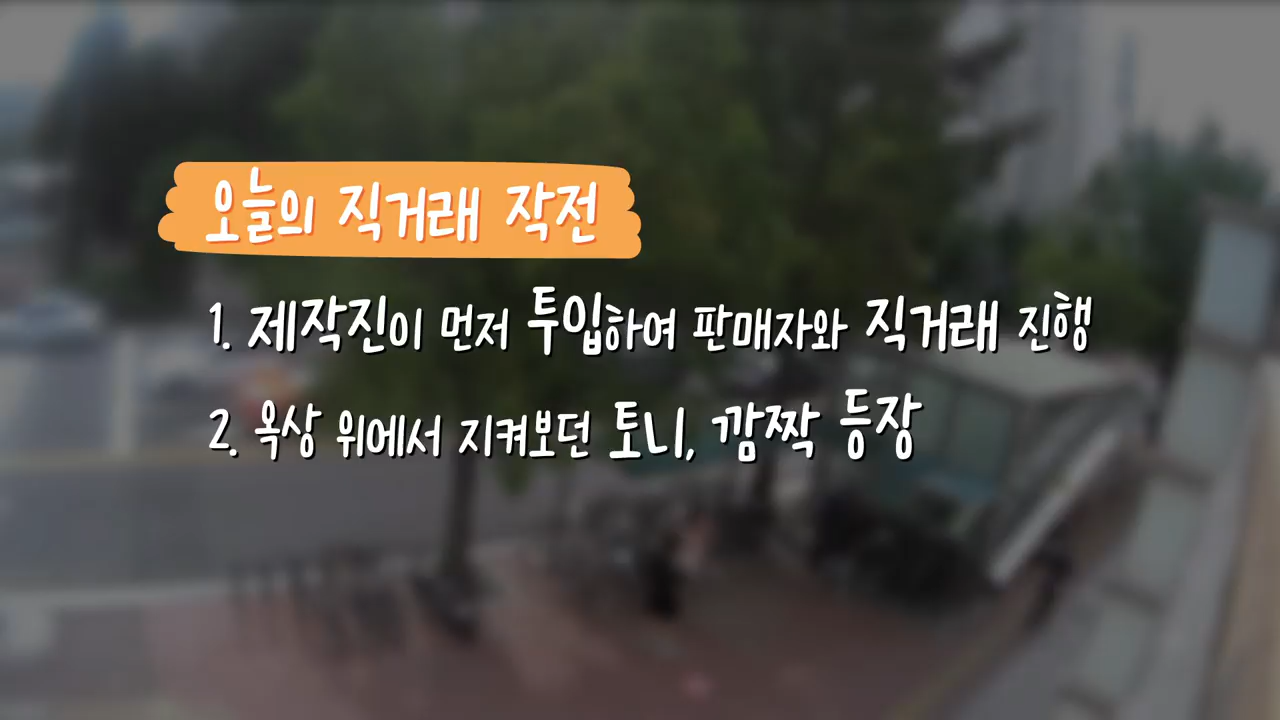 오늘의 직거래 작전
1. 제작진이 먼저 투입하여 판매자와 직거래 진행
2. 옥상 위에서 지켜보던 토니, 깜짝 등장